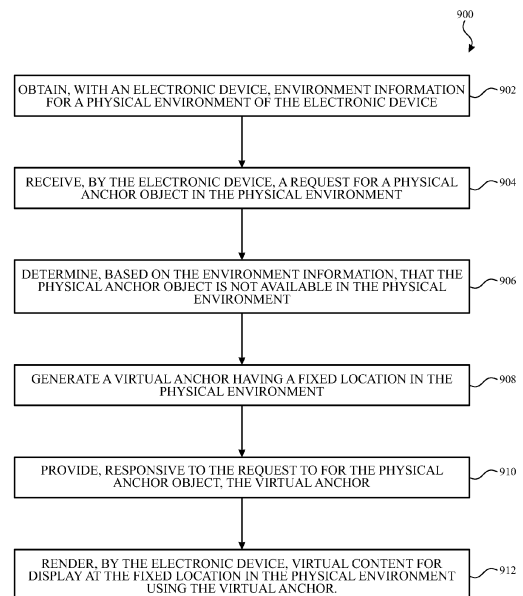 900
OBTAIN, WITH AN ELECTRONIC DEVICE, ENVIRONMENT INFORMATION
FOR A PHYSICAL ENVIRONMENT OF THE ELECTRONIC DEVICE
902
RECEIVE, BY THE ELECTRONIC DEVICE, A REQUEST FOR A PHYSICAL
ANCHOR OBJECT IN THE PHYSICAL ENVIRONMENT
904
DETERMINE, BASED ON THE ENVIRONMENT INFORMATION, THAT THE
PHYSICAL ANCHOR OBJECT IS NOT AVAILABLE IN THE PHYSICAL
ENVIRONMENT
906
GENERATE A VIRTUAL ANCHOR HAVING A FIXED LOCATION IN THE
PHYSICAL ENVIRONMENT
908
PROVIDE, RESPONSIVE TO THE REQUEST TO FOR THE PHYSICAL
ANCHOR OBJECT, THE VIRTUAL ANCHOR
910
RENDER, BY THE ELECTRONIC DEVICE, VIRTUAL CONTENT FOR
DISPLAY AT THE FIXED LOCATION IN THE PHYSICAL ENVIRONMENT
USING THE VIRTUAL ANCHOR.
912